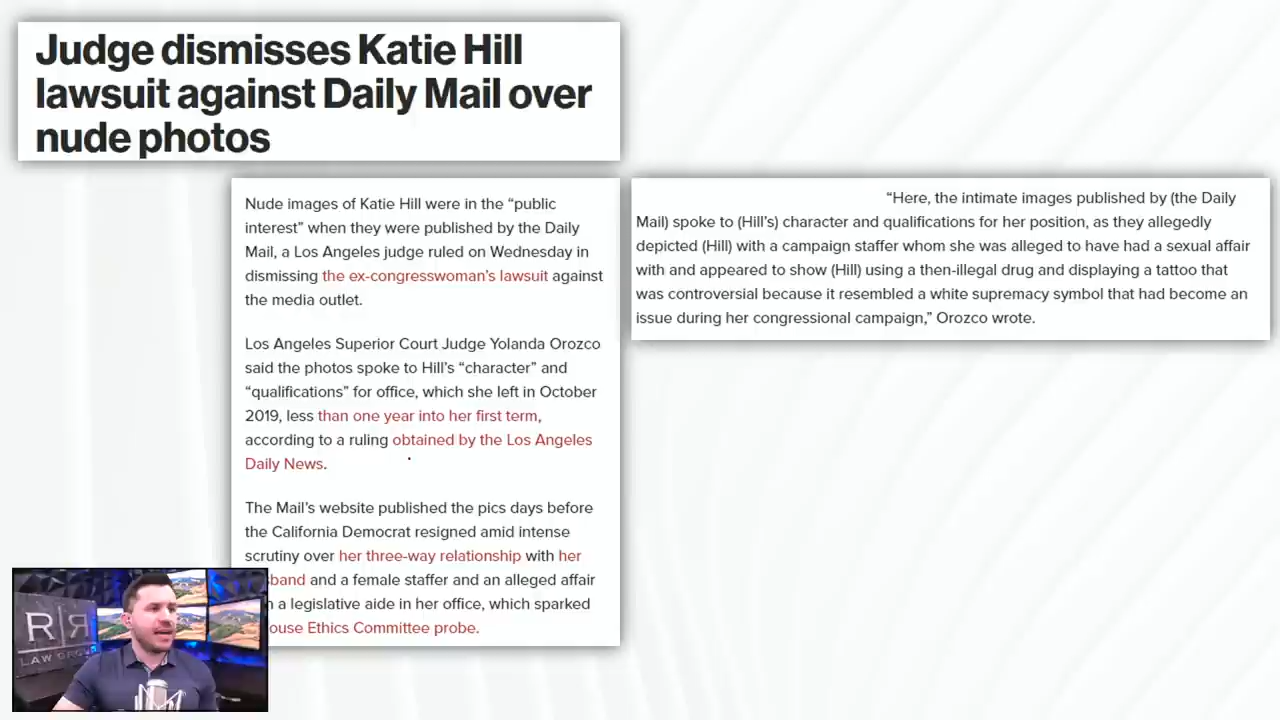 Judge dismisses Katie Hill
lawsuit against Daily Mail over
nude photos
Nude images of Katie Hill were in the “public
interest” when they were published by the Daily
Mail, a Los Angeles judge ruled on Wednesday in
dismissing the ex-congresswoman’s lawsuit against
the media outlet.
Los Angeles Superior Court Judge Yolanda Orozco
said the photos spoke to Hill’s “character” and
“qualifications” for office, which she left in October
2019, less than one year into her first term,
according to a ruling obtained by the Los Angeles
Daily News.
The Mail’s website published the pics days before
the California Democrat resigned amid intense
scrutiny over her three-way relationship with her
sband and a female staffer and an alleged affair
a legislative aide in her office, which sparked
ouse Ethics Committee probe.
“Here, the intimate images published by (the Daily
Mail) spoke to (Hill’s) character and qualifications for her position, as they allegedly
depicted (Hill) with a campaign staffer whom she was alleged to have had a sexual affair
with and appeared to show (Hill) using a then-illegal drug and displaying a tattoo that
was controversial because it resembled a white supremacy symbol that had become an
issue during her congressional campaign,” Orozco wrote.
R|R
LAW GROUP